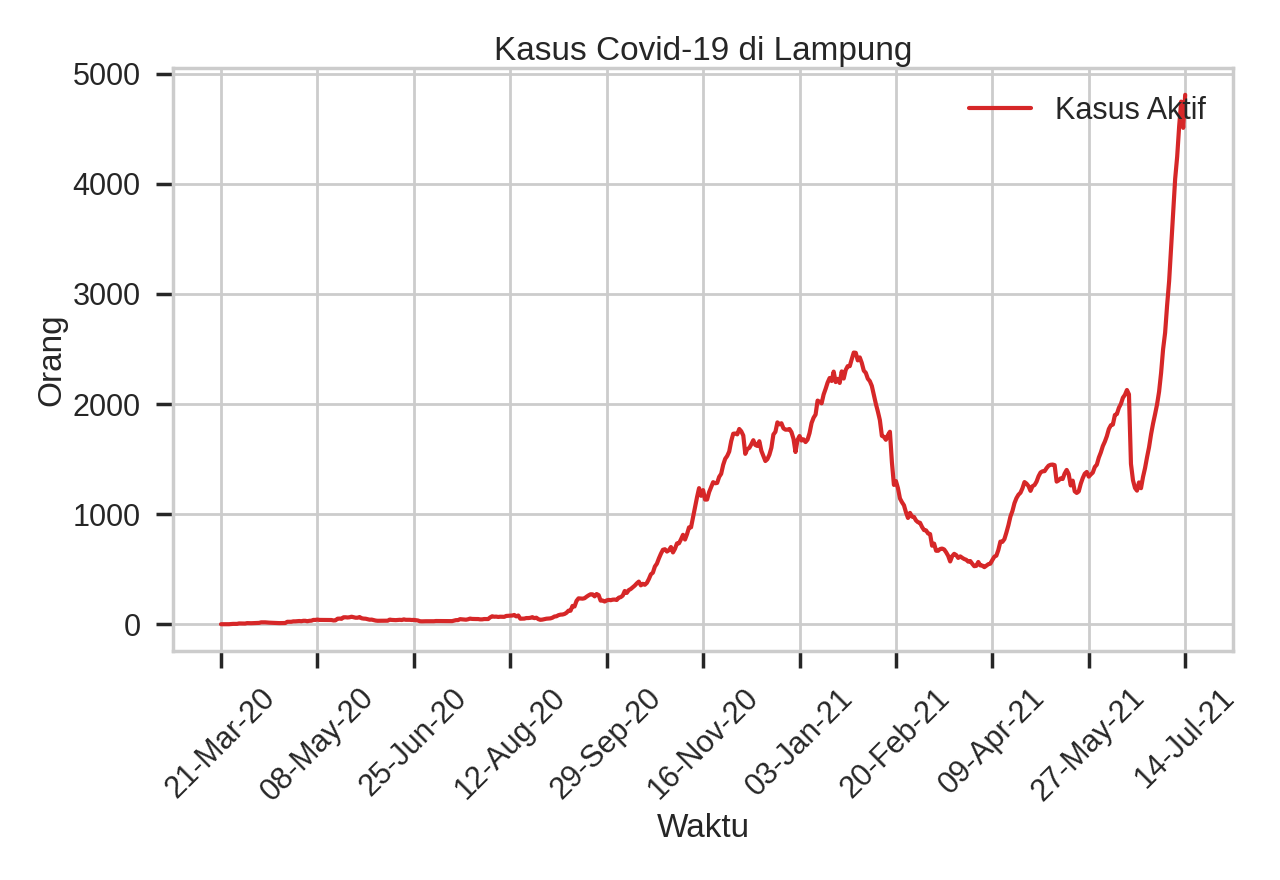 Kasus Covid-19 di Lampung
5000
4000
3000
2000
1000
0
Orang
Kasus Aktif
21-Mar-20
08-May-20
25-Jun-20
12-Aug-20
29-Sep-20
16-Nov-20
03-Jan-21
20-Feb-21
09-Apr-21
27-May-21
14-Jul-21
Waktu